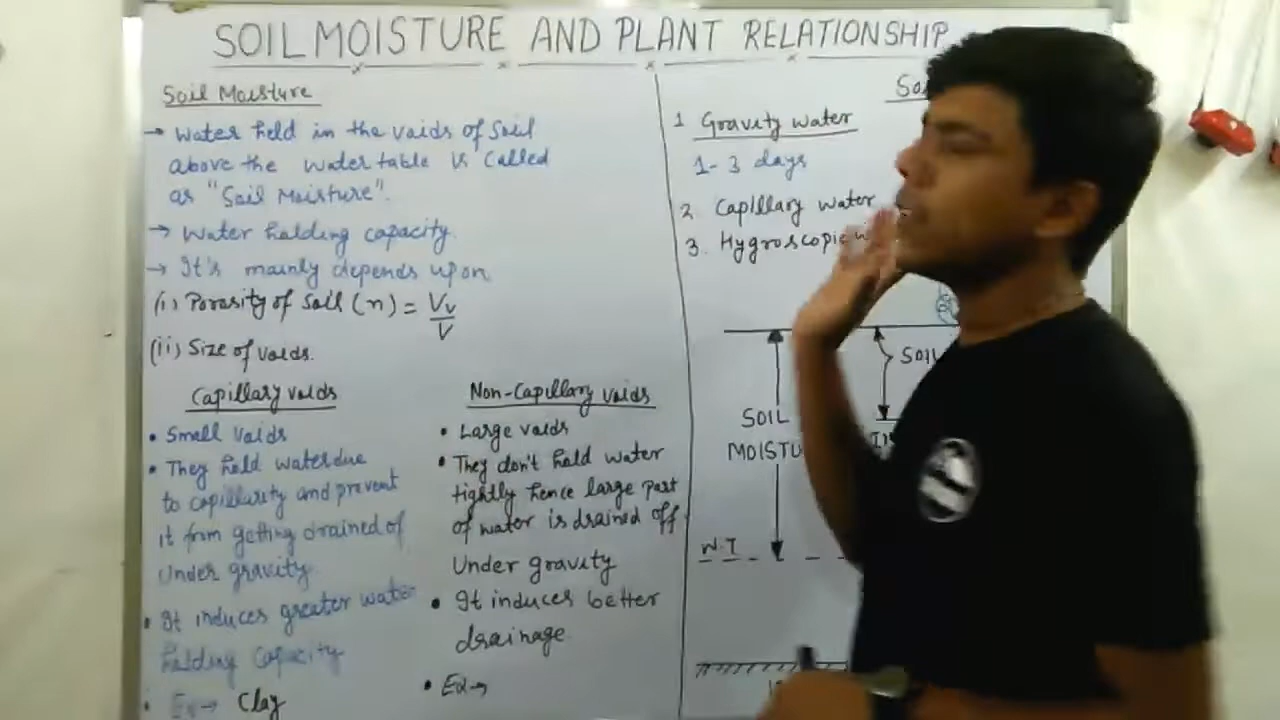 SOIL MOISTURE AND PLANT RELATIONSHIP
Soil Moisture
→ Water held in the voids of Soil
above the water table is called
as "Soil Moisture".
→ Water holding capacity.
→ It's mainly depends upon
(i) Porosity of Soil (n) = Vv/V
(ii) Size of voids.
Capillary voids
• Small Voids
• They hold water due
to capillarity and prevent
it from getting drained of
Under gravity.
• It induces greater water
holding capacity
• Ex→ Clay
Non-Capillary voids
• Large voids
• They don't hold water
tightly hence large part
of water is drained off
Under gravity
• It induces better
drainage
• Ex→
1 Gravity water
1-3 days
2. Capillary water
3. Hygroscopic
SOIL
SOIL
MOISTU
W.T